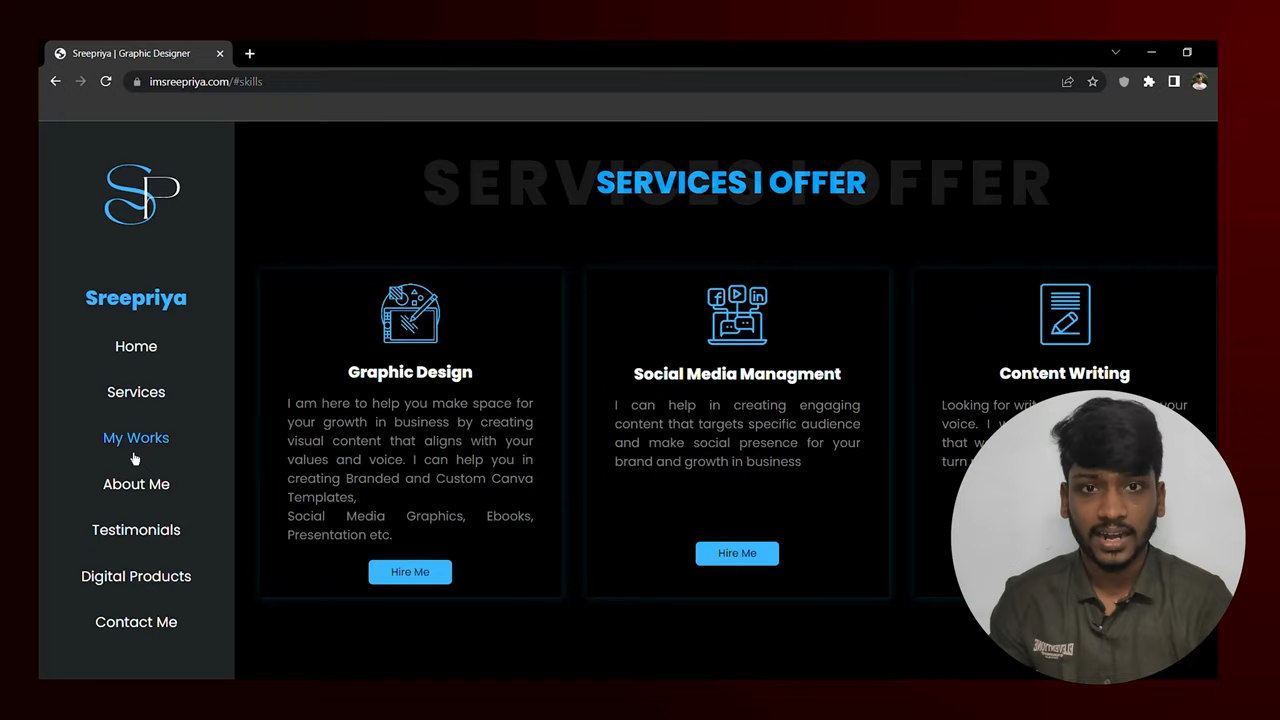 Sreepriya | Graphic Designer
imsreepriya.com/#skills
SP
Sreepriya
Home
Services
My Works
About Me
Testimonials
Digital Products
Contact Me
SERVICES I OFFER
SERVICES I OFFER
Graphic Design
I am here to help you make space for
your growth in business by creating
visual content that aligns with your
values and voice. I can help you in
creating Branded and Custom Canva
Templates,
Social Media Graphics, Ebooks,
Presentation etc.
Hire Me
Social Media Managment
I can help in creating engaging
content that targets specific audience
and make social presence for your
brand and growth in business
Hire Me
Content Writing
Looking for your
voice. I
that
turn